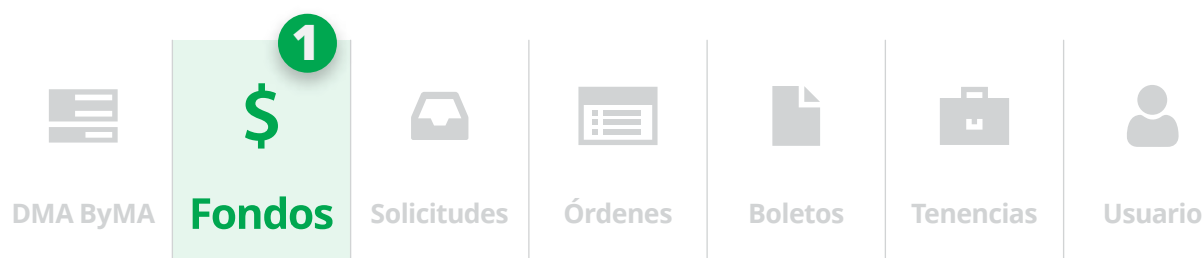 1
$
DMA ByMA
Fondos
Solicitudes
Órdenes
Boletos
Tenencias
Usuario